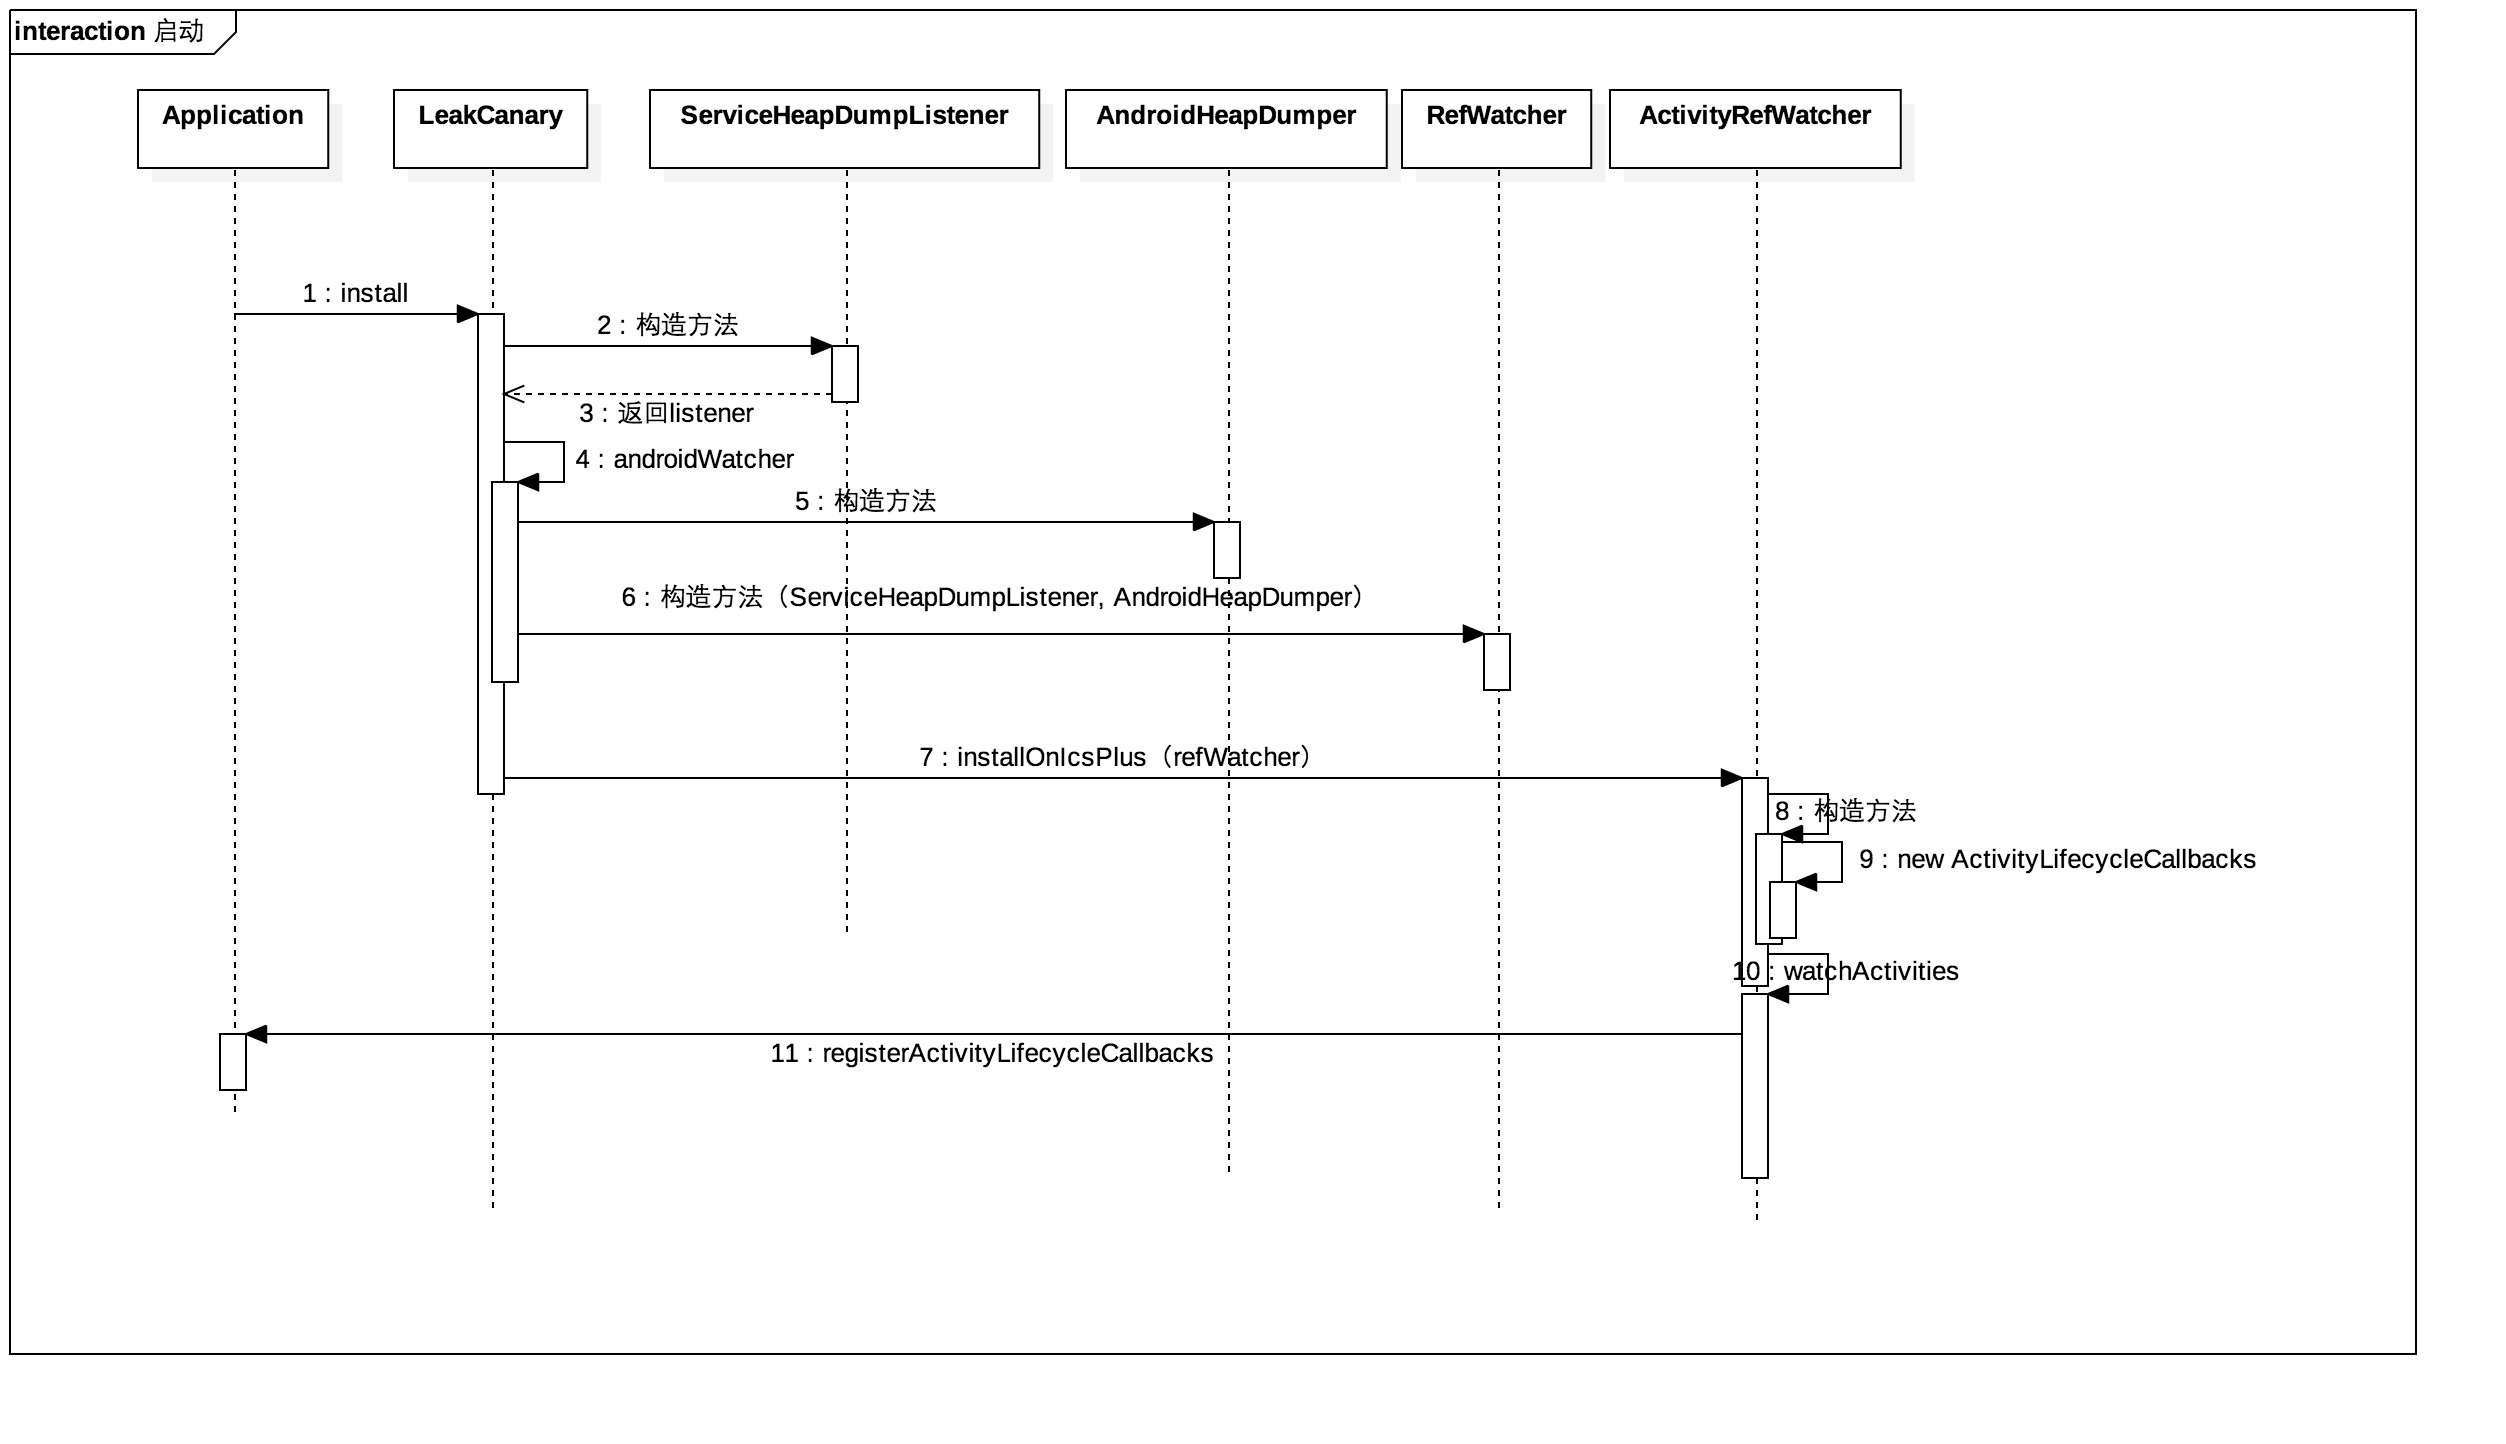 interaction 启动
Application
LeakCanary
ServiceHeapDumpListener
AndroidHeapDumper
RefWatcher
ActivityRefWatcher
1 : install
2 : 构造方法
3 : 返回listener
4 : androidWatcher
5 : 构造方法
6 : 构造方法（ServiceHeapDumpListener, AndroidHeapDumper）
7 : installOnIcsPlus（refWatcher）
8 : 构造方法
9 : new ActivityLifecycleCallbacks
10 : watchActivities
11 : registerActivityLifecycleCallbacks